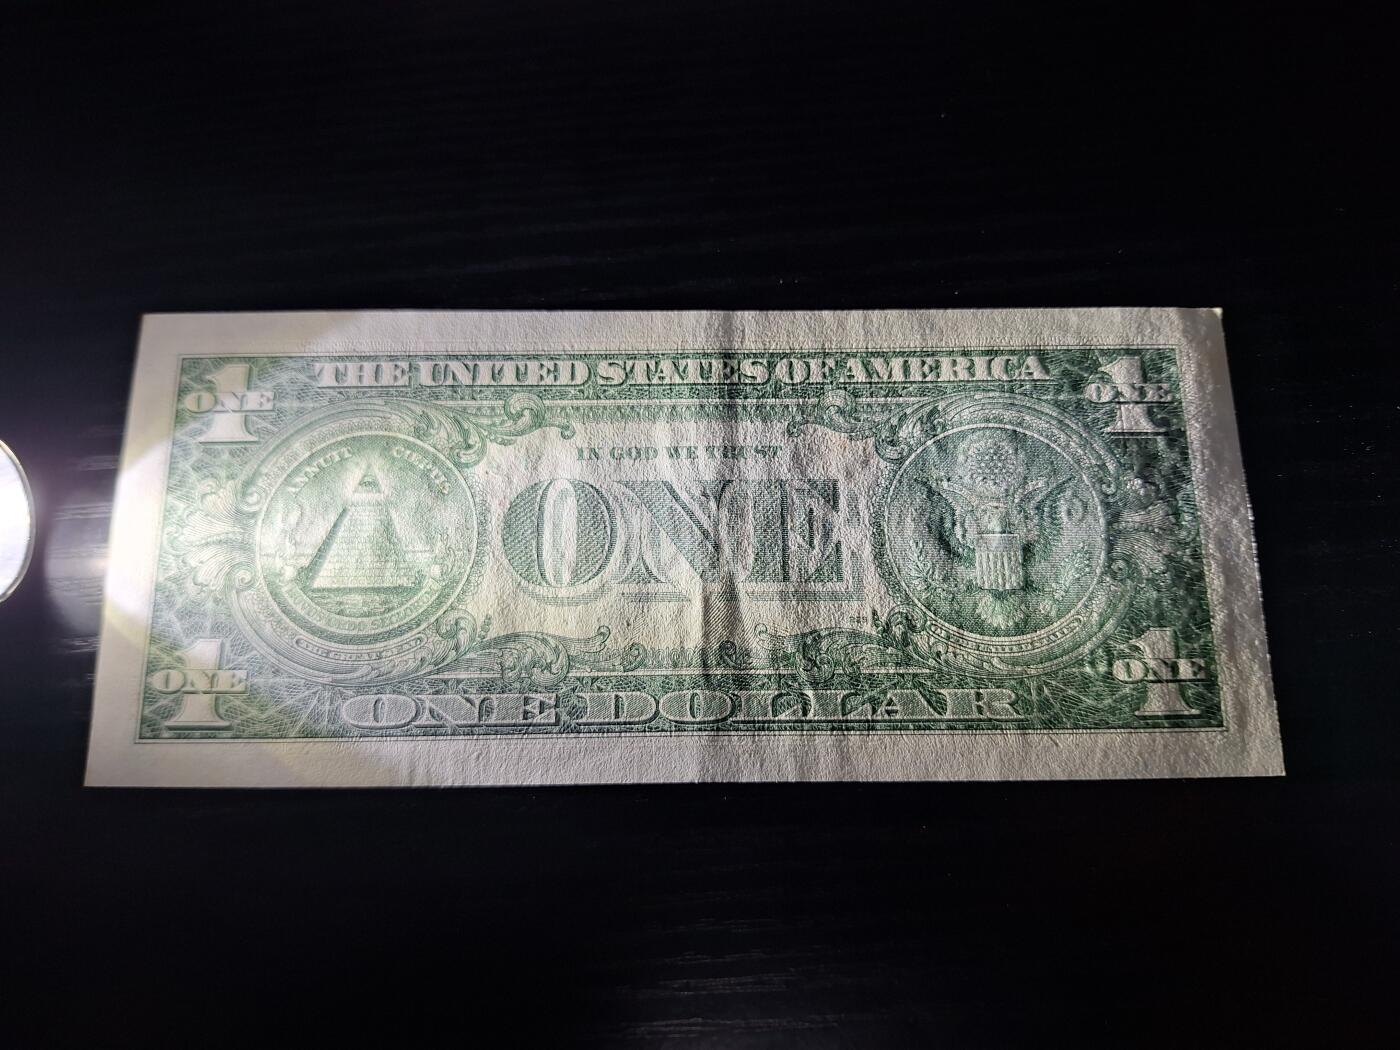 THE UNITED STATES OF AMERICA
1 ONE
ONE 1
ANNUIT CŒPTIS
IN GOD WE TRUST
ONE
1 ONE
ONE 1
ONE DOLLAR